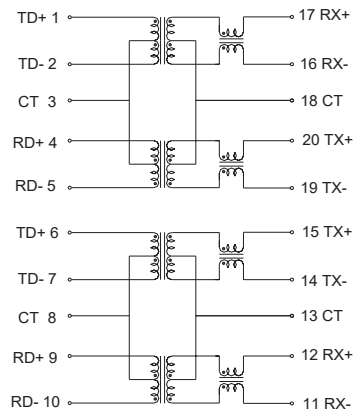 TD+ 1 17 RX+
TD- 2 16 RX-
CT 3 18 CT
RD+ 4 20 TX+
RD- 5 19 TX-
TD+ 6 15 TX+
TD- 7 14 TX-
CT 8 13 CT
RD+ 9 12 RX+
RD- 10 11 RX-